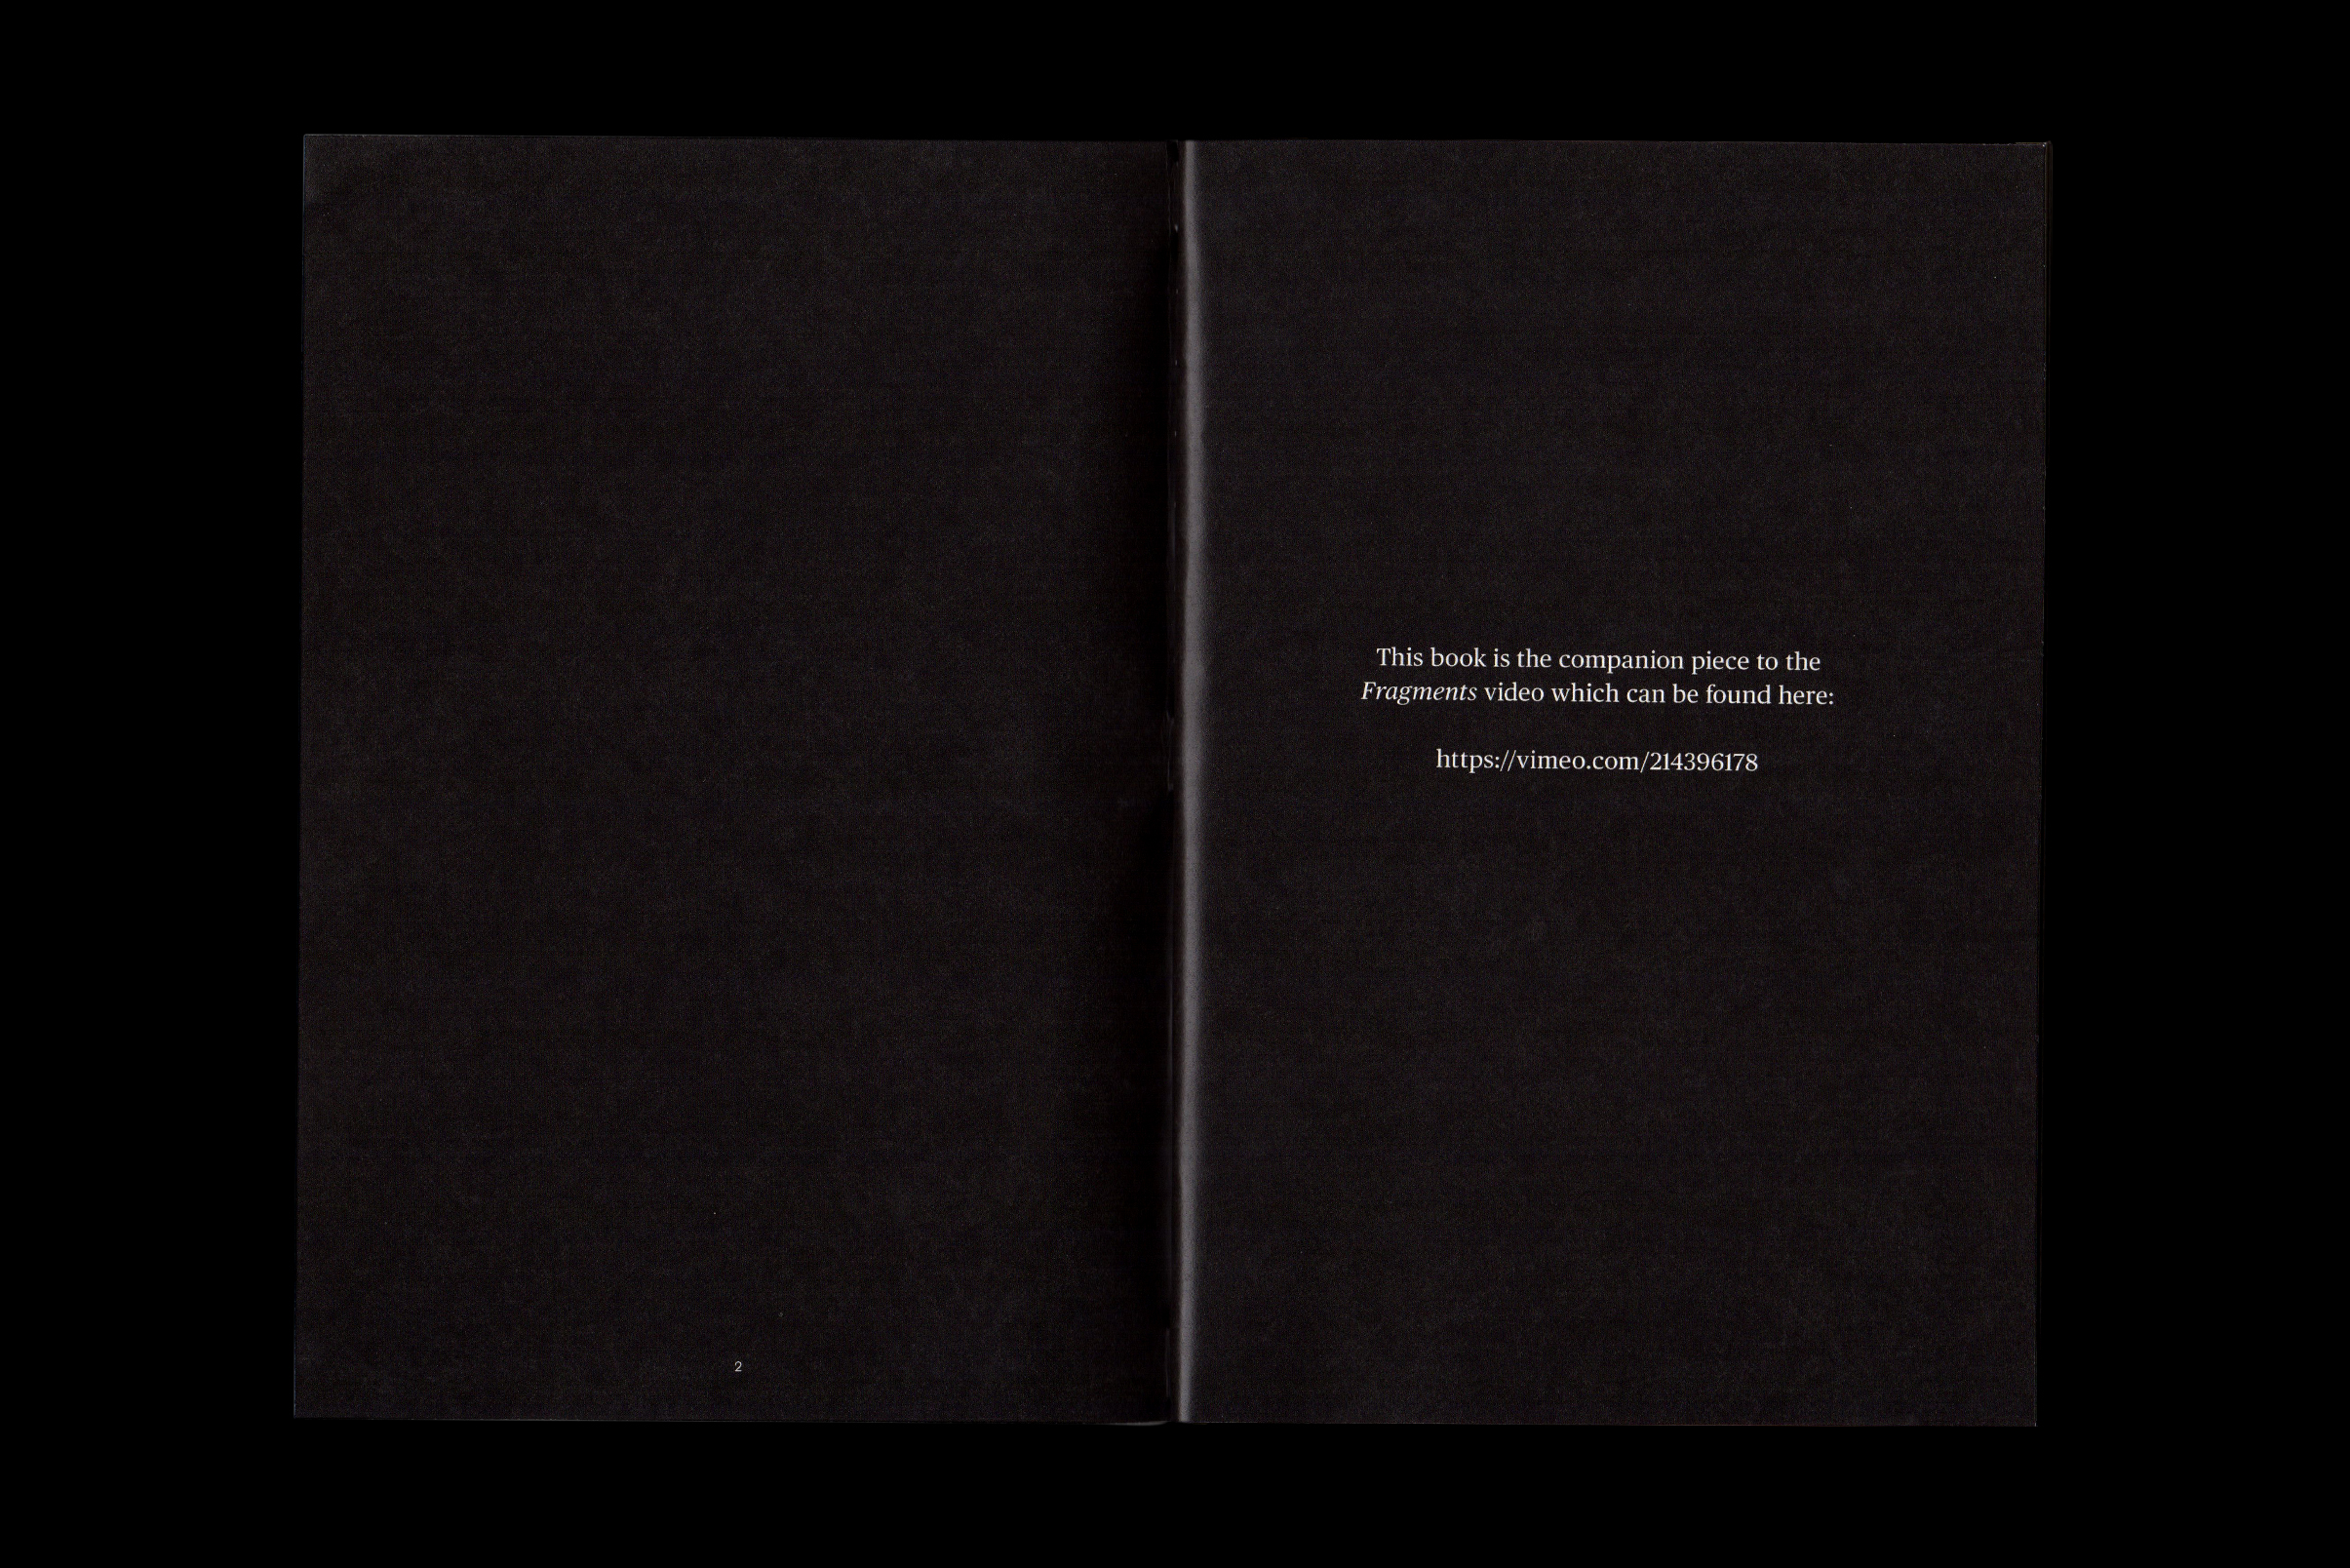 2
This book is the companion piece to the
Fragments video which can be found here:
https://vimeo.com/214396178